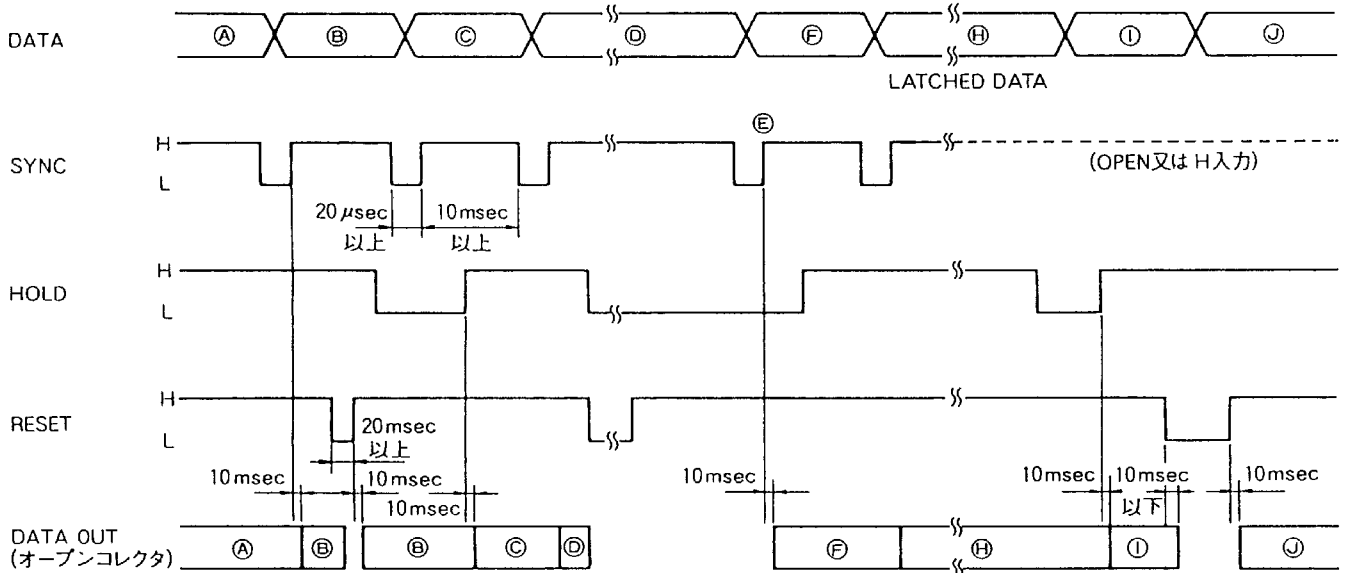 DATA Ⓐ Ⓑ Ⓒ Ⓓ Ⓕ Ⓗ Ⓘ Ⓙ
LATCHED DATA
Ⓔ
SYNC H L
(OPEN又は H入力)
20 μsec 10msec
以上 以上
HOLD H L
RESET H L
20msec
以上
10msec 10msec 10msec 10msec 10msec 10msec
10msec 以下
DATA OUT
(オープンコレクタ) Ⓐ Ⓑ Ⓑ Ⓒ Ⓓ Ⓕ Ⓗ Ⓘ Ⓙ